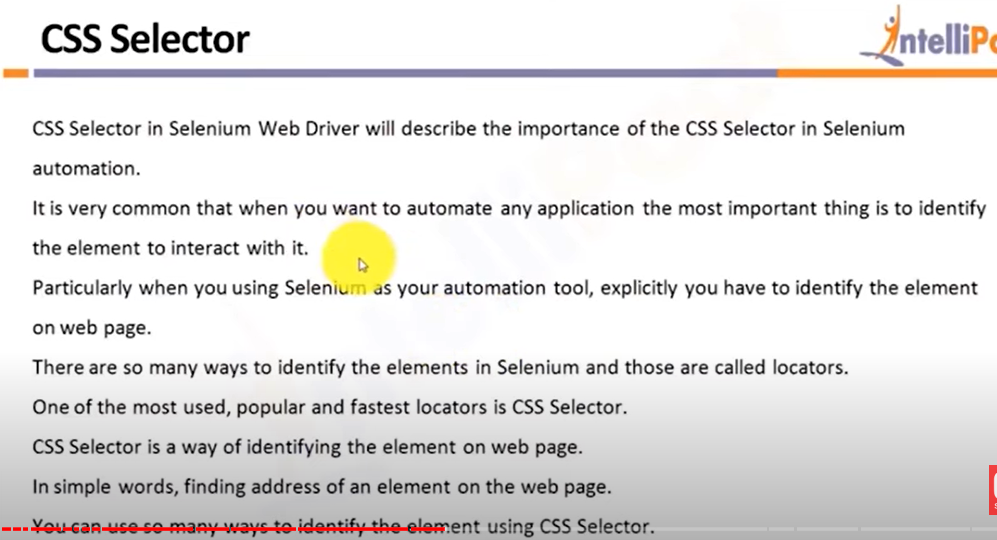 CSS Selector
ntelliPa
CSS Selector in Selenium Web Driver will describe the importance of the CSS Selector in Selenium
automation.
It is very common that when you want to automate any application the most important thing is to identify
the element to interact with it.
Particularly when you using Selenium as your automation tool, explicitly you have to identify the element
on web page.
There are so many ways to identify the elements in Selenium and those are called locators.
One of the most used, popular and fastest locators is CSS Selector.
CSS Selector is a way of identifying the element on web page.
In simple words, finding address of an element on the web page.
You can use so many ways to identify the element using CSS Selector.